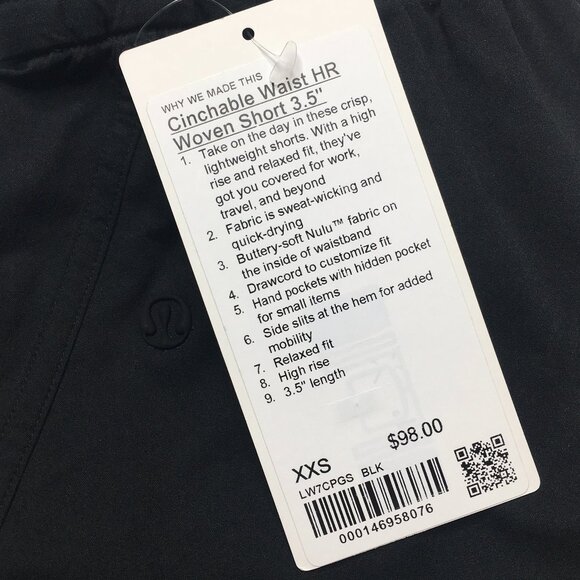 WHY WE MADE THIS
Cinchable Waist HR
Woven Short 3.5"
1. Take on the day in these crisp,
lightweight shorts. With a high
rise and relaxed fit, they've
got you covered for work,
travel, and beyond
2. Fabric is sweat-wicking and
quick-drying
3. Buttery-soft Nulu™ fabric on
the inside of waistband
4. Drawcord to customize fit
5. Hand pockets with hidden pocket
for small items
6. Side slits at the hem for added
mobility
7. Relaxed fit
8. High rise
9. 3.5" length
$98.00
XXS
LW7CPGS BLK
000146958076